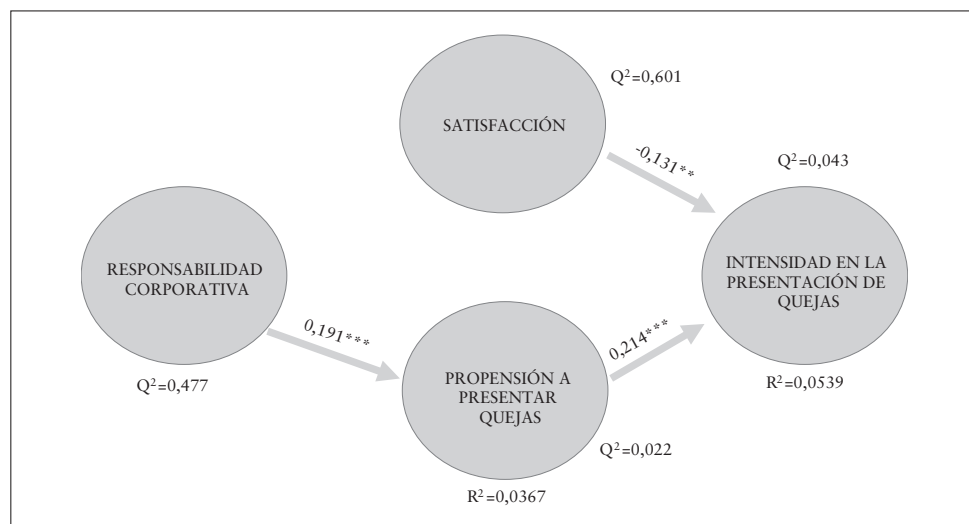 SATISFACCIÓN
Q²=0,601
-0,131**
Q²=0,043
RESPONSABILIDAD
CORPORATIVA
INTENSIDAD EN LA
PRESENTACIÓN DE
QUEJAS
0,191***
0,214***
Q²=0,477
PROPENSIÓN A
PRESENTAR
QUEJAS
R²=0,0539
Q²=0,022
R²=0,0367